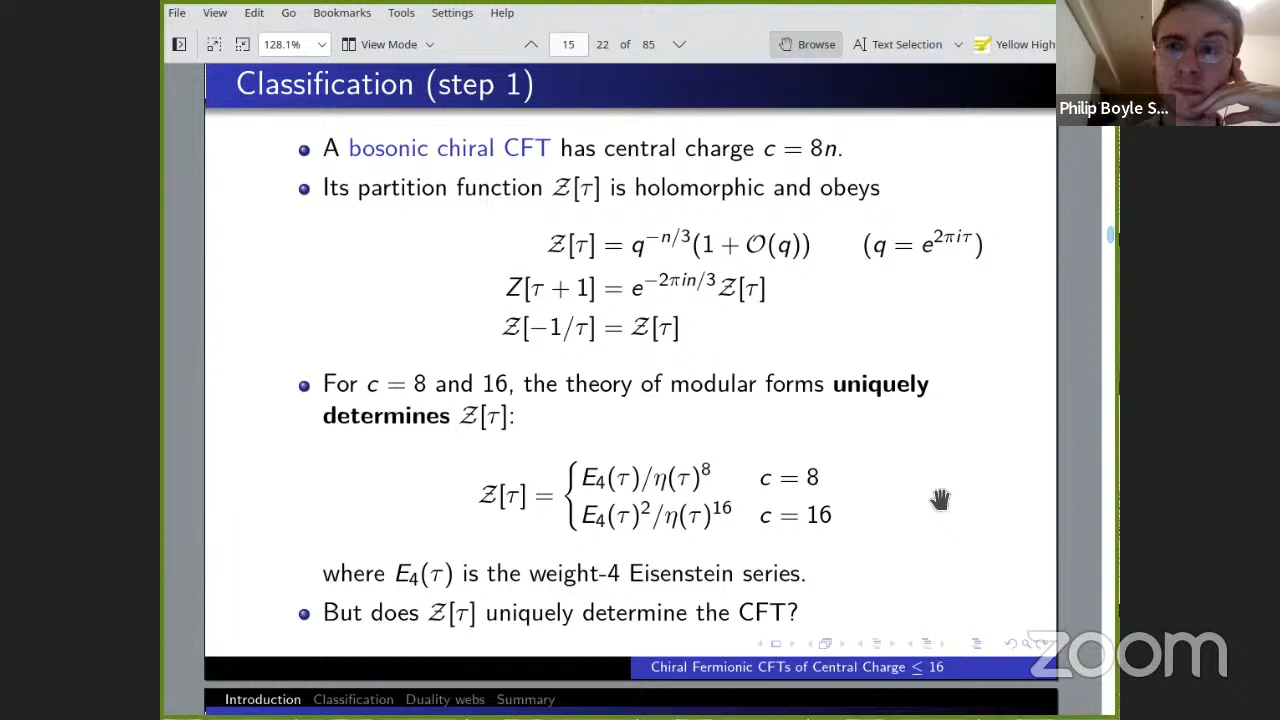 File View Edit Go Bookmarks Tools Settings Help
128.1% View Mode 15 22 of 85 Browse Text Selection Yellow High
Philip Boyle S...
Classification (step 1)
A bosonic chiral CFT has central charge c = 8n.
Its partition function 𝒵[τ] is holomorphic and obeys
𝒵[τ] = q^{−n/3}(1 + 𝒪(q)) (q = e^{2πiτ})
Z[τ + 1] = e^{−2πin/3}𝒵[τ]
𝒵[−1/τ] = 𝒵[τ]
For c = 8 and 16, the theory of modular forms uniquely
determines 𝒵[τ]:
𝒵[τ] = { E₄(τ)/η(τ)^8 c = 8
E₄(τ)²/η(τ)^16 c = 16
where E₄(τ) is the weight-4 Eisenstein series.
But does 𝒵[τ] uniquely determine the CFT?
zoom
Chiral Fermionic CFTs of Central Charge ≤ 16
Introduction Classification Duality webs Summary